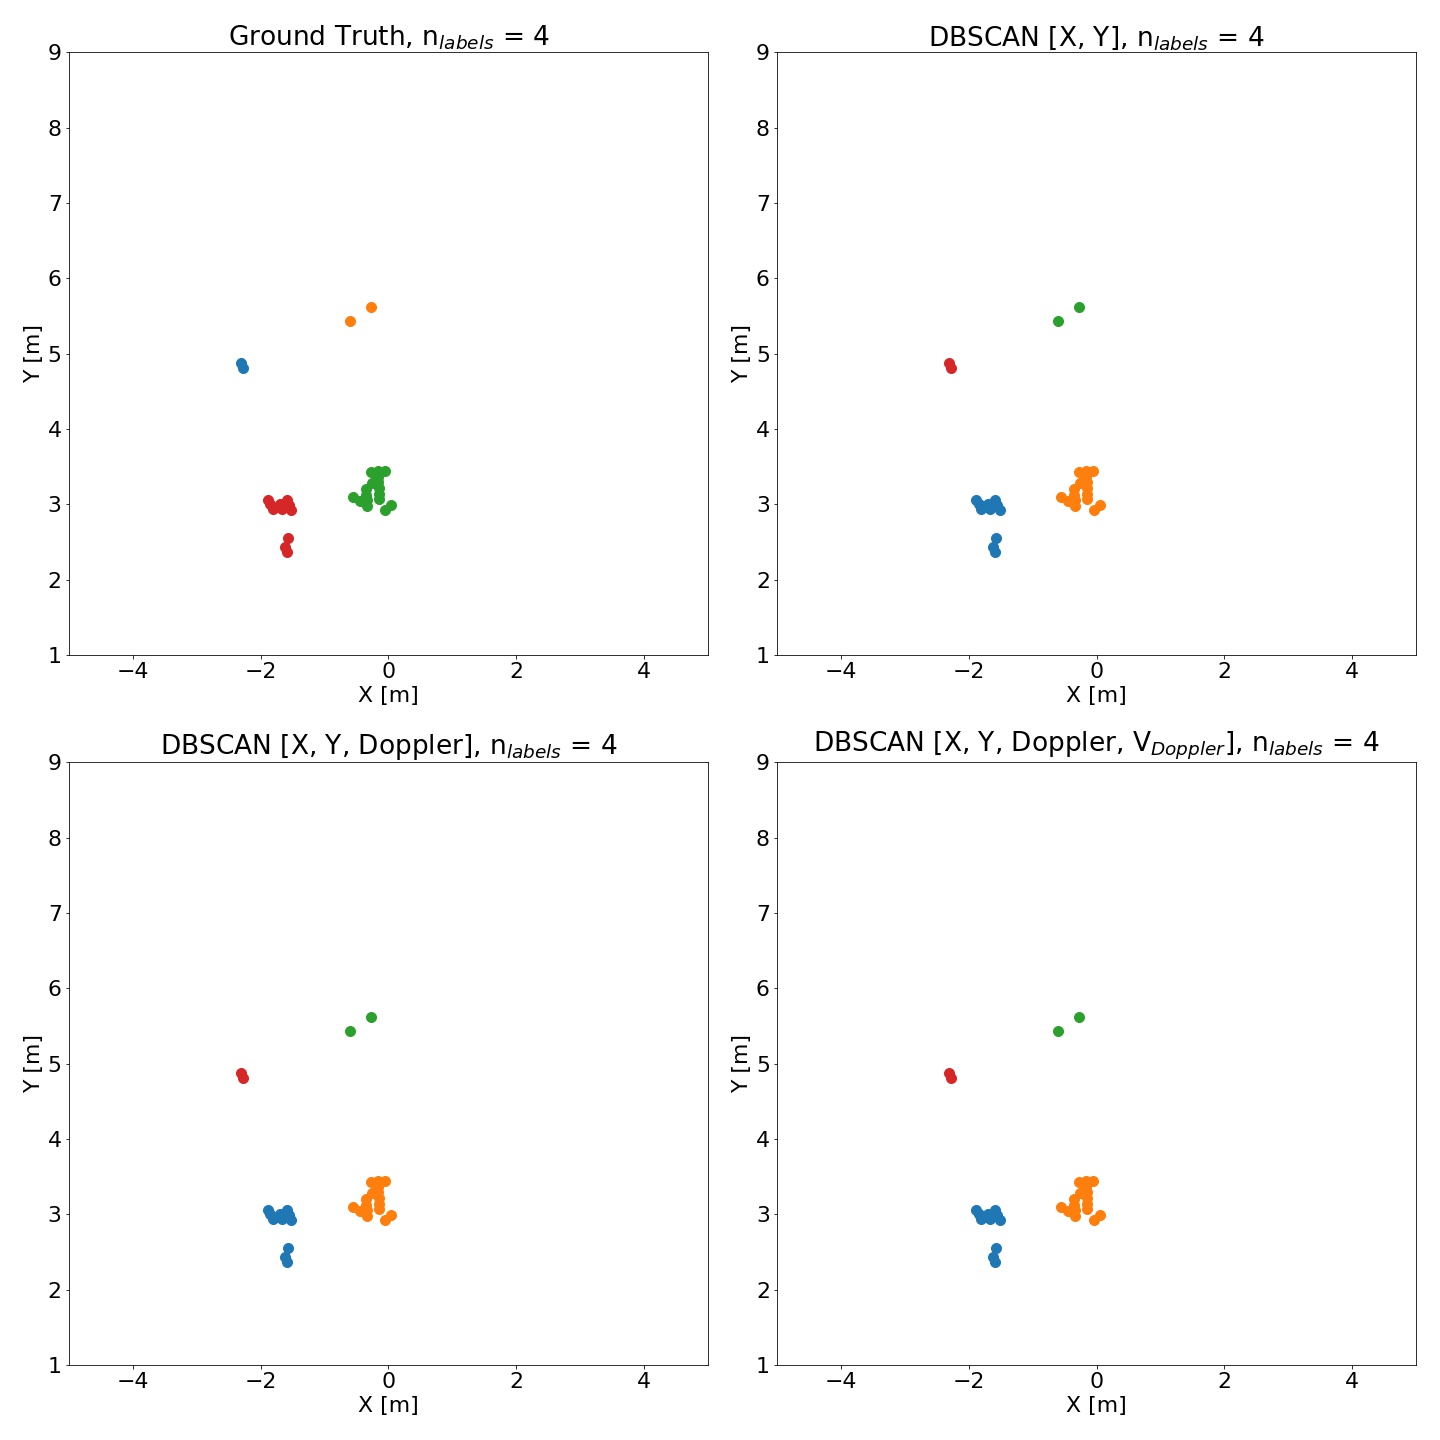 Ground Truth, n_labels = 4
9
8
7
6
5
4
3
2
1
Y [m]
−4 −2 0 2 4
X [m]
DBSCAN [X, Y], n_labels = 4
9
8
7
6
5
4
3
2
1
Y [m]
−4 −2 0 2 4
X [m]
DBSCAN [X, Y, Doppler], n_labels = 4
9
8
7
6
5
4
3
2
1
Y [m]
−4 −2 0 2 4
X [m]
DBSCAN [X, Y, Doppler, V_Doppler], n_labels = 4
9
8
7
6
5
4
3
2
1
Y [m]
−4 −2 0 2 4
X [m]